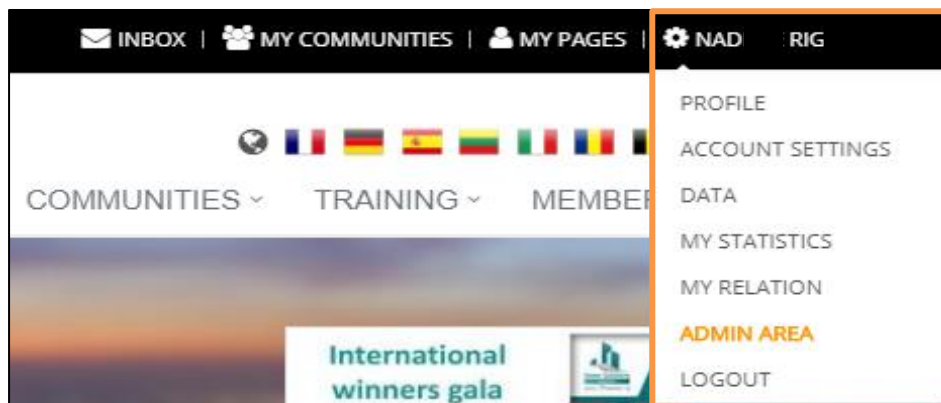 INBOX | MY COMMUNITIES | MY PAGES | NAD RIG
PROFILE
ACCOUNT SETTINGS
DATA
MY STATISTICS
MY RELATION
ADMIN AREA
LOGOUT
COMMUNITIES TRAINING MEMBER
International
winners gala